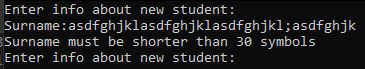 Enter info about new student:
Surname:asdfghjklasdfghjklasdfghjkl;asdfghjk
Surname must be shorter than 30 symbols
Enter info about new student: